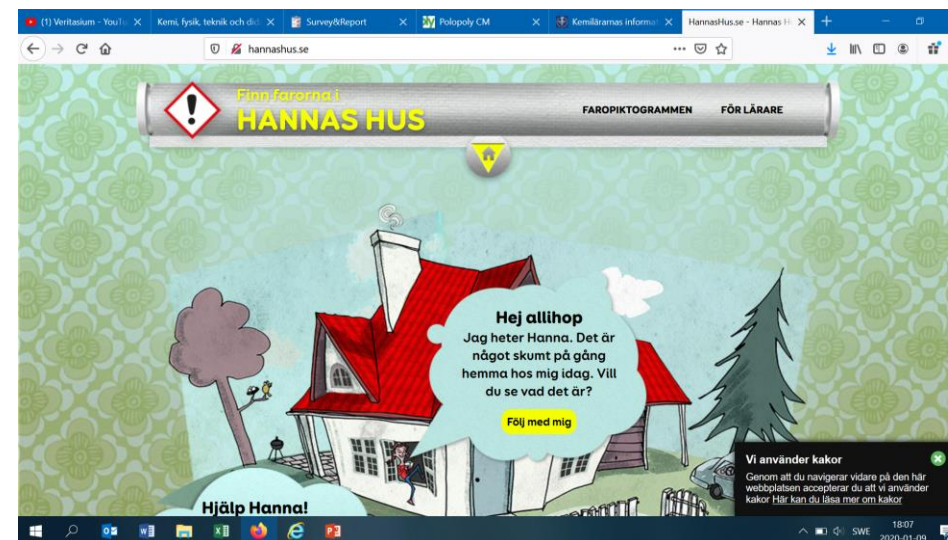 (1) Veritasium - YouTu
Kemi, fysik, teknik och did
Survey&Report
Polopoly CM
Kemilärarnas informat
HannasHus.se - Hannas H
hannashus.se
Finn farorna i
HANNAS HUS
FAROPIKTOGRAMMEN
FÖR LÄRARE
Hej allihop
Jag heter Hanna. Det är
något skumt på gång
hemma hos mig idag. Vill
du se vad det är?
Följ med mig
Hjälp Hanna!
Vi använder kakor
Genom att du navigerar vidare på den här
webbplatsen accepterar du att vi använder
kakor Här kan du läsa mer om kakor
SWE
18:07
2020-01-09